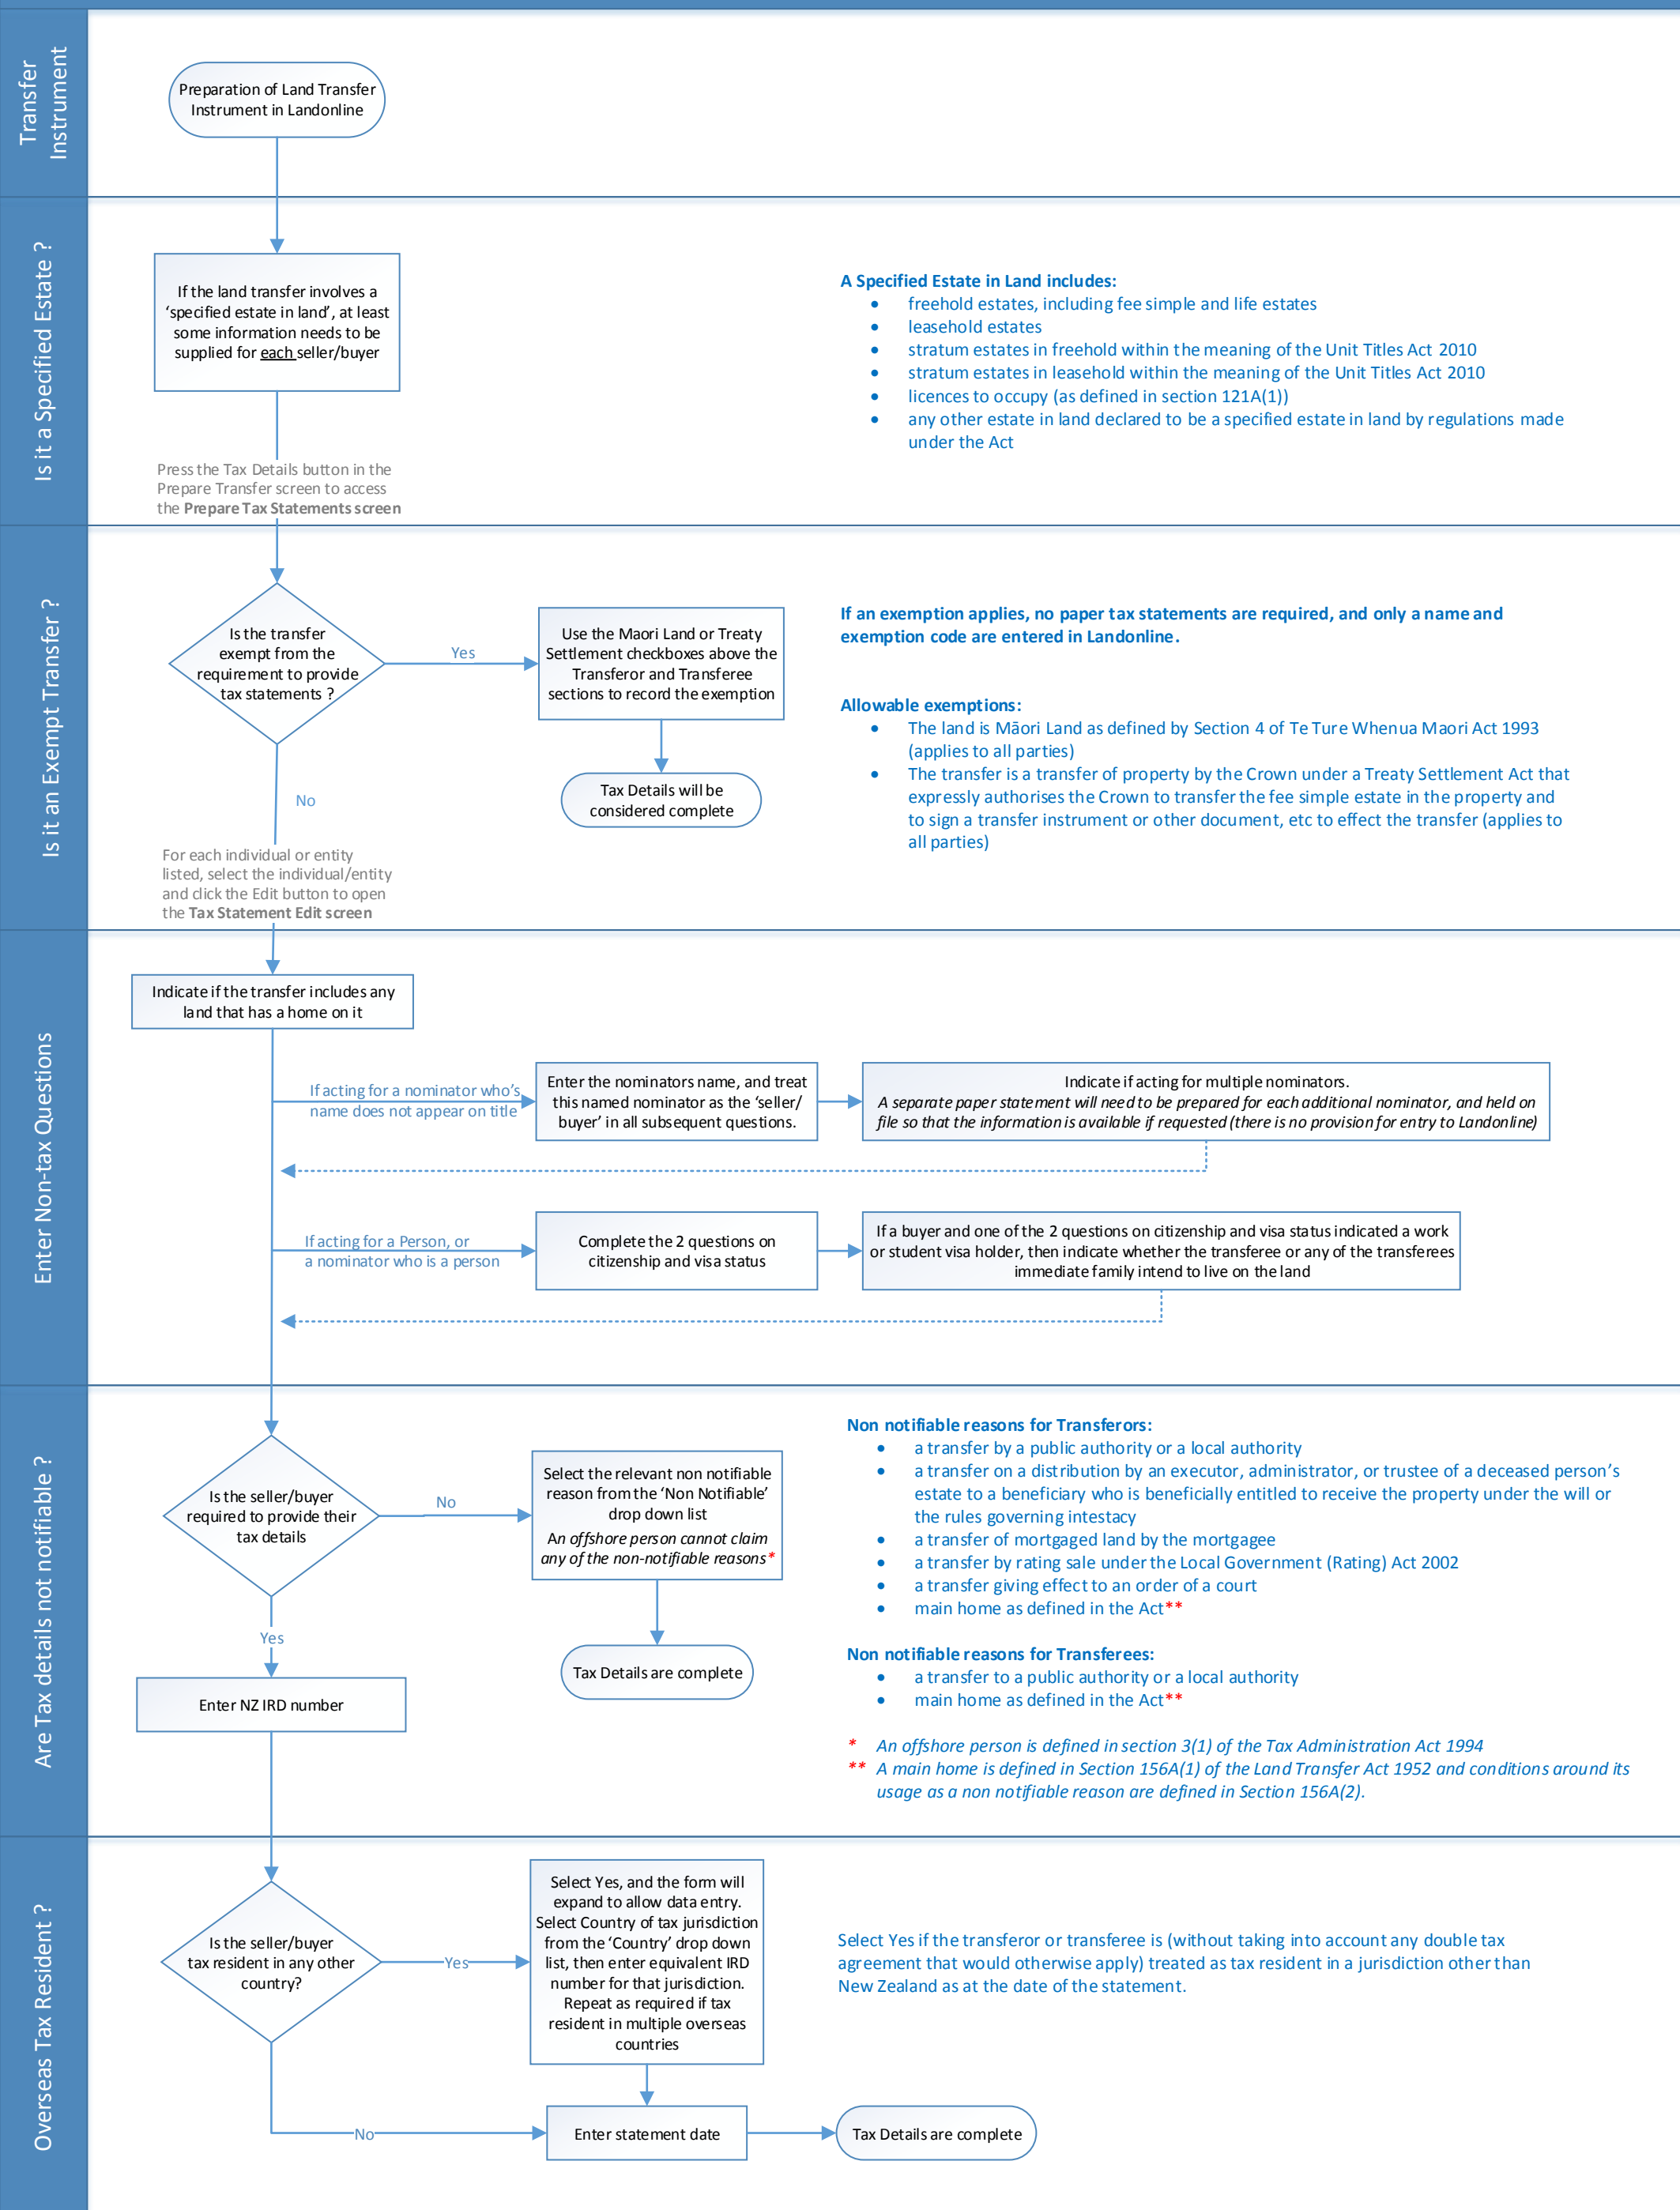 Transfer
Instrument
Preparation of Land Transfer
Instrument in Landonline
Is it a Specified Estate ?
If the land transfer involves a
‘specified estate in land’, at least
some information needs to be
supplied for each seller/buyer
Press the Tax Details button in the
Prepare Transfer screen to access
the Prepare Tax Statements screen
A Specified Estate in Land includes:
• freehold estates, including fee simple and life estates
• leasehold estates
• stratum estates in freehold within the meaning of the Unit Titles Act 2010
• stratum estates in leasehold within the meaning of the Unit Titles Act 2010
• licences to occupy (as defined in section 121A(1))
• any other estate in land declared to be a specified estate in land by regulations made
under the Act
Is it an Exempt Transfer ?
Is the transfer
exempt from the
requirement to provide
tax statements ?
Yes
Use the Maori Land or Treaty
Settlement checkboxes above the
Transferor and Transferee
sections to record the exemption
Tax Details will be
considered complete
No
For each individual or entity
listed, select the individual/entity
and click the Edit button to open
the Tax Statement Edit screen
If an exemption applies, no paper tax statements are required, and only a name and
exemption code are entered in Landonline.
Allowable exemptions:
• The land is Māori Land as defined by Section 4 of Te Ture Whenua Maori Act 1993
(applies to all parties)
• The transfer is a transfer of property by the Crown under a Treaty Settlement Act that
expressly authorises the Crown to transfer the fee simple estate in the property and
to sign a transfer instrument or other document, etc to effect the transfer (applies to
all parties)
Enter Non-tax Questions
Indicate if the transfer includes any
land that has a home on it
If acting for a nominator who’s
name does not appear on title
Enter the nominators name, and treat
this named nominator as the ‘seller/
buyer’ in all subsequent questions.
Indicate if acting for multiple nominators.
A separate paper statement will need to be prepared for each additional nominator, and held on
file so that the information is available if requested (there is no provision for entry to Landonline)
If acting for a Person, or
a nominator who is a person
Complete the 2 questions on
citizenship and visa status
If a buyer and one of the 2 questions on citizenship and visa status indicated a work
or student visa holder, then indicate whether the transferee or any of the transferees
immediate family intend to live on the land
Are Tax details not notifiable ?
Is the seller/buyer
required to provide their
tax details
No
Select the relevant non notifiable
reason from the ‘Non Notifiable’
drop down list
An offshore person cannot claim
any of the non-notifiable reasons*
Tax Details are complete
Yes
Enter NZ IRD number
Non notifiable reasons for Transferors:
• a transfer by a public authority or a local authority
• a transfer on a distribution by an executor, administrator, or trustee of a deceased person’s
estate to a beneficiary who is beneficially entitled to receive the property under the will or
the rules governing intestacy
• a transfer of mortgaged land by the mortgagee
• a transfer by rating sale under the Local Government (Rating) Act 2002
• a transfer giving effect to an order of a court
• main home as defined in the Act**
Non notifiable reasons for Transferees:
• a transfer to a public authority or a local authority
• main home as defined in the Act**
* An offshore person is defined in section 3(1) of the Tax Administration Act 1994
** A main home is defined in Section 156A(1) of the Land Transfer Act 1952 and conditions around its
usage as a non notifiable reason are defined in Section 156A(2).
Overseas Tax Resident ?
Is the seller/buyer
tax resident in any other
country?
Yes
Select Yes, and the form will
expand to allow data entry.
Select Country of tax jurisdiction
from the ‘Country’ drop down
list, then enter equivalent IRD
number for that jurisdiction.
Repeat as required if tax
resident in multiple overseas
countries
Select Yes if the transferor or transferee is (without taking into account any double tax
agreement that would otherwise apply) treated as tax resident in a jurisdiction other than
New Zealand as at the date of the statement.
No
Enter statement date
Tax Details are complete